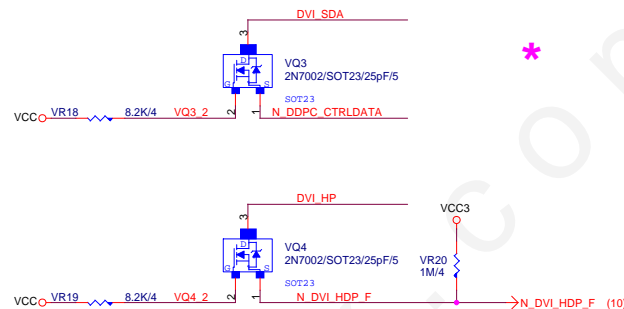 DVI_SDA
3
VQ3
D
2N7002/SOT23/25pF/5
G S
SOT23
2 1
VCC VR18 8.2K/4 VQ3_2 N_DDPC_CTRLDATA
*
DVI_HP
VCC3
3
VQ4
D
2N7002/SOT23/25pF/5
VR20
1M/4
G S
SOT23
2 1
VCC VR19 8.2K/4 VQ4_2 N_DVI_HDP_F
N_DVI_HDP_F (10)